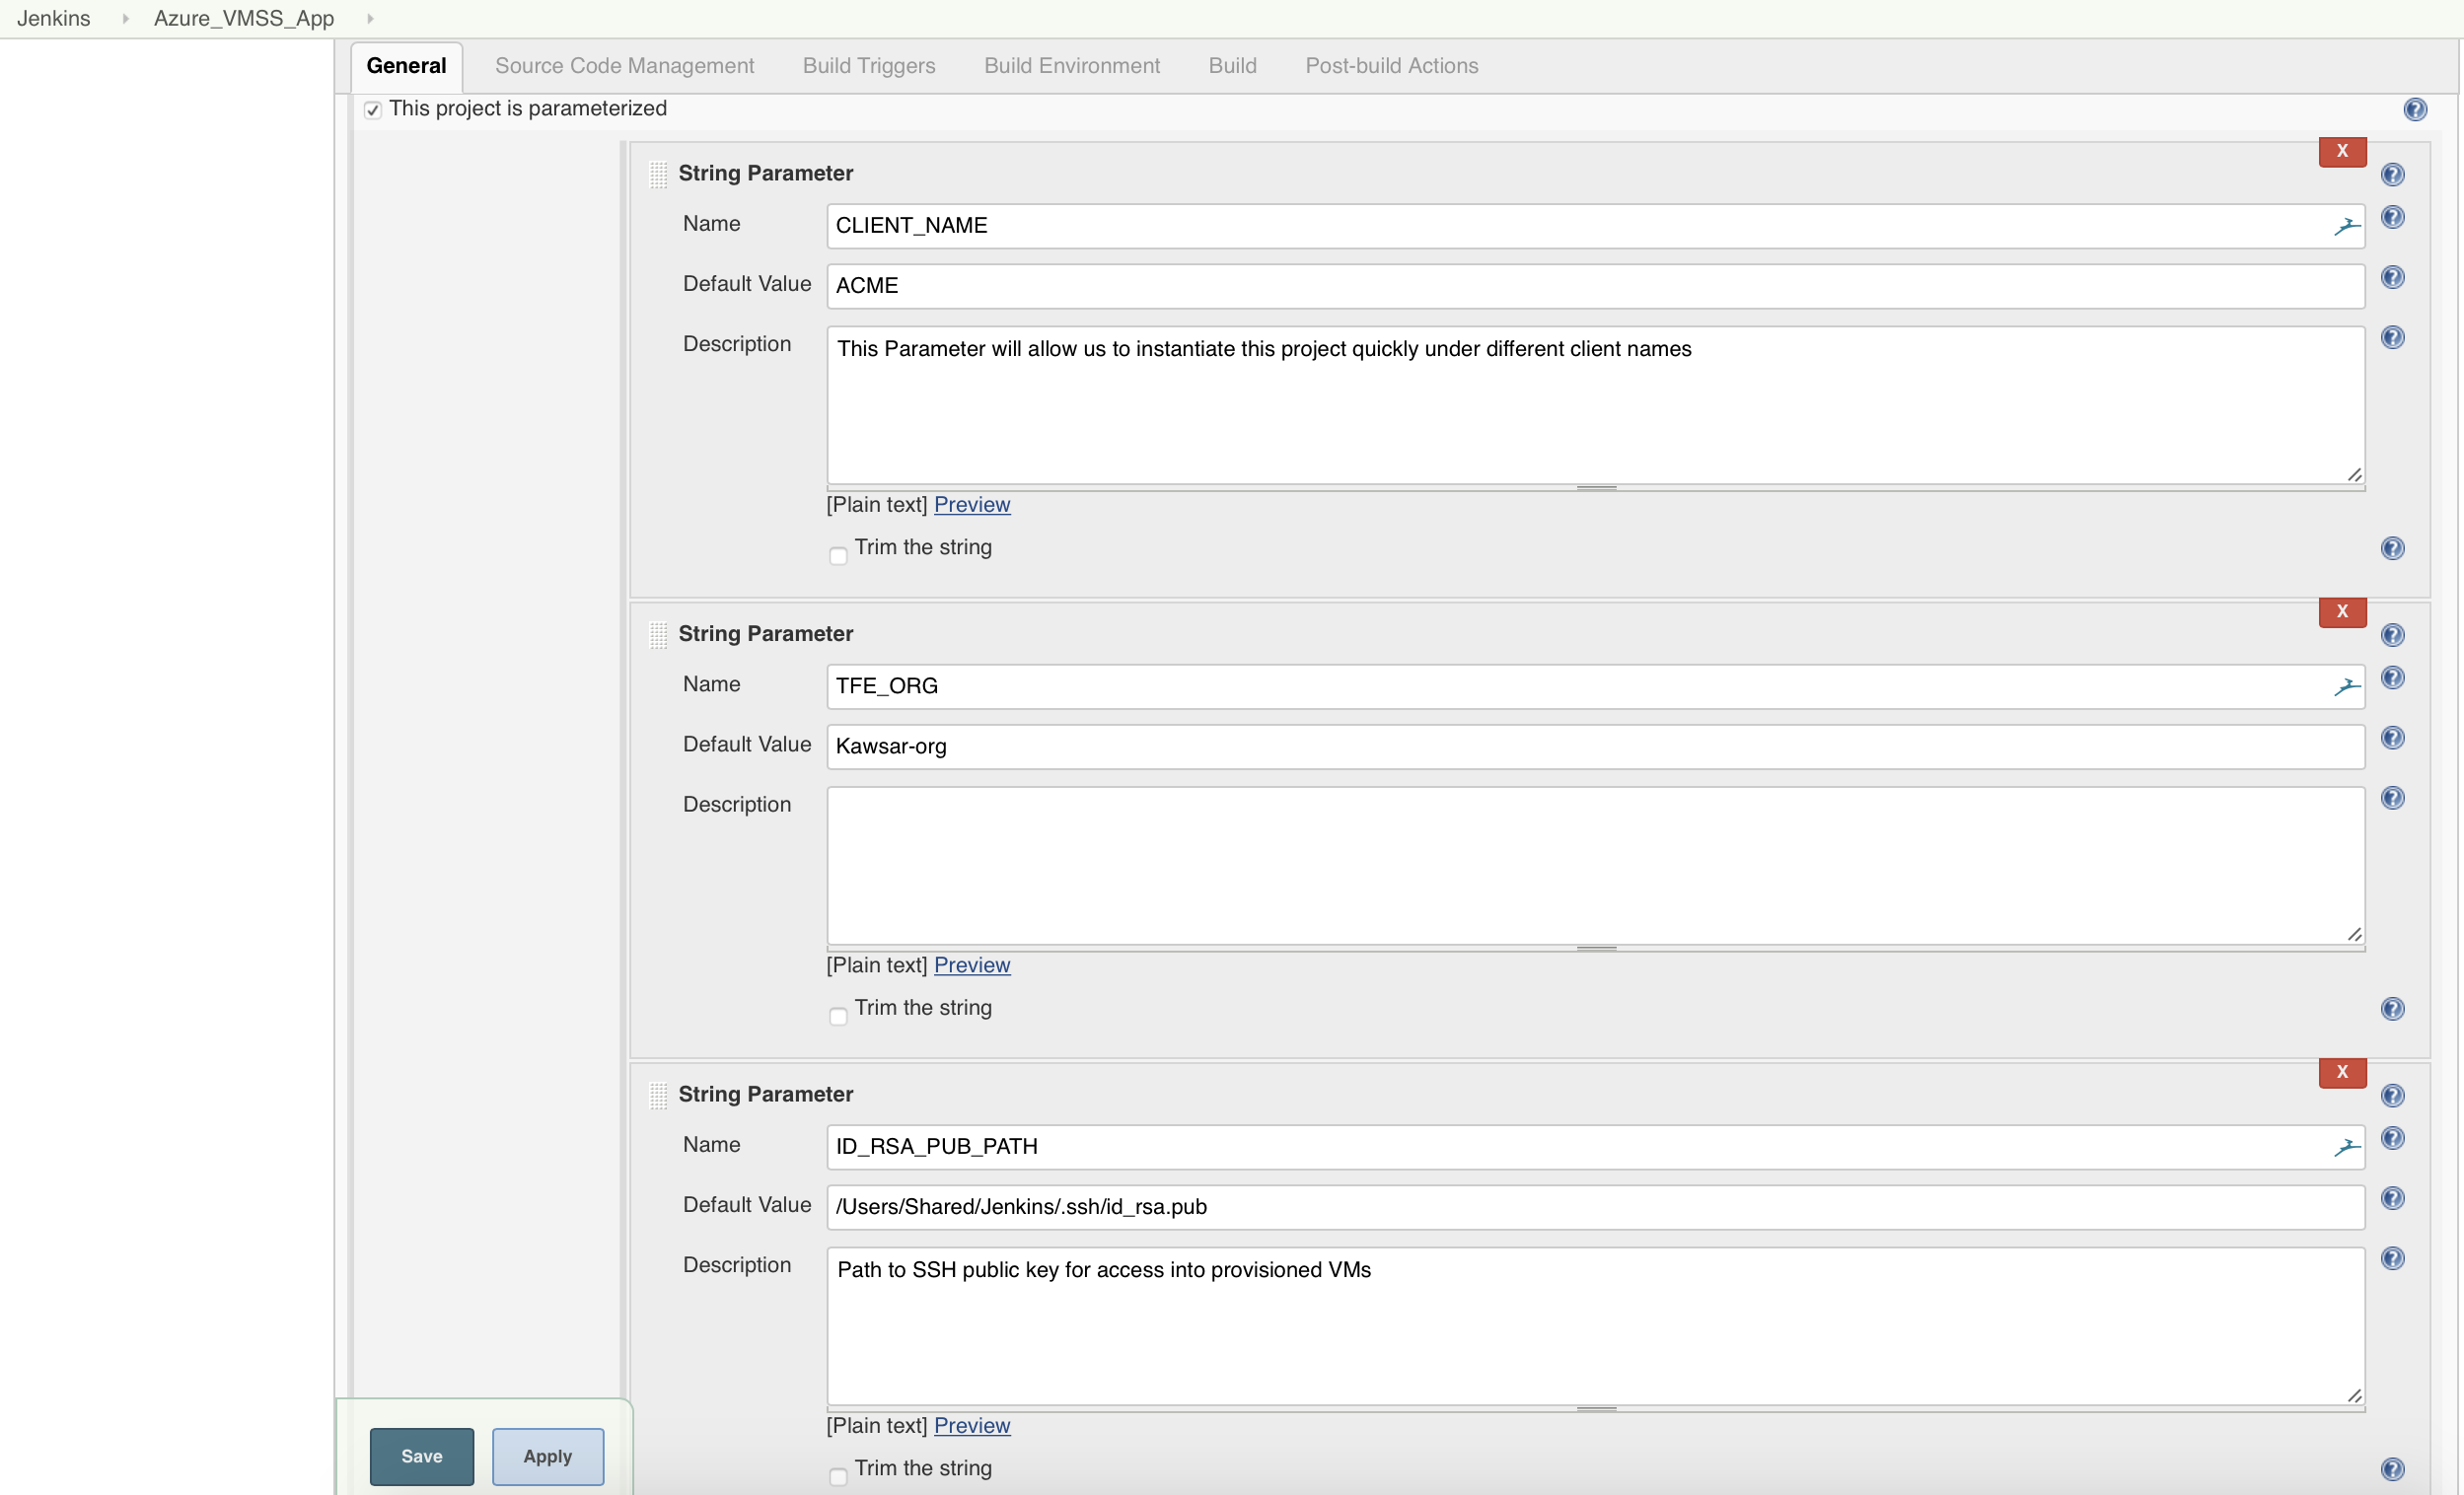 Jenkins Azure_VMSS_App
General Source Code Management Build Triggers Build Environment Build Post-build Actions
This project is parameterized
X
String Parameter
Name CLIENT_NAME
Default Value ACME
Description This Parameter will allow us to instantiate this project quickly under different client names
[Plain text] Preview
Trim the string
X
String Parameter
Name TFE_ORG
Default Value Kawsar-org
Description
[Plain text] Preview
Trim the string
X
String Parameter
Name ID_RSA_PUB_PATH
Default Value /Users/Shared/Jenkins/.ssh/id_rsa.pub
Description Path to SSH public key for access into provisioned VMs
[Plain text] Preview
Save Apply
Trim the string